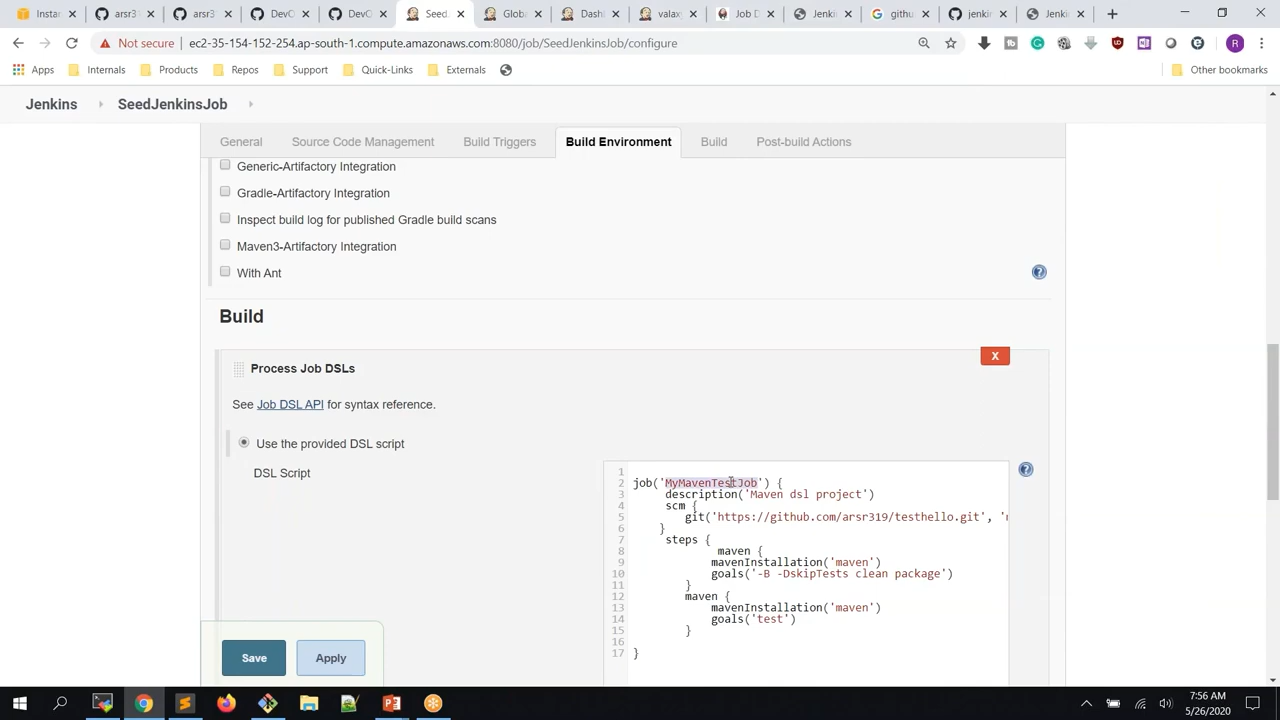 arsr31
arsr3
DevO
DevO
Seed.
Globa
Dash
valax
Job D
Jenki
githu
jenkin
Jenki
Not secure
ec2-35-154-152-254.ap-south-1.compute.amazonaws.com:8080/job/SeedJenkinsJob/configure
R
Apps
Internals
Products
Repos
Support
Quick-Links
Externals
Other bookmarks
Jenkins
SeedJenkinsJob
General
Source Code Management
Build Triggers
Build Environment
Build
Post-build Actions
Generic-Artifactory Integration
Gradle-Artifactory Integration
Inspect build log for published Gradle build scans
Maven3-Artifactory Integration
With Ant
Build
X
Process Job DSLs
See Job DSL API for syntax reference.
Use the provided DSL script
DSL Script
1
2 job('MyMavenTestJob') {
3 description('Maven dsl project')
4 scm {
5 git('https://github.com/arsr319/testhello.git',
6 }
7 steps {
8 maven {
9 mavenInstallation('maven')
10 goals('-B -DskipTests clean package')
11 }
12 maven {
13 mavenInstallation('maven')
14 goals('test')
15 }
16
17 }
Save
Apply
7:56 AM
5/26/2020